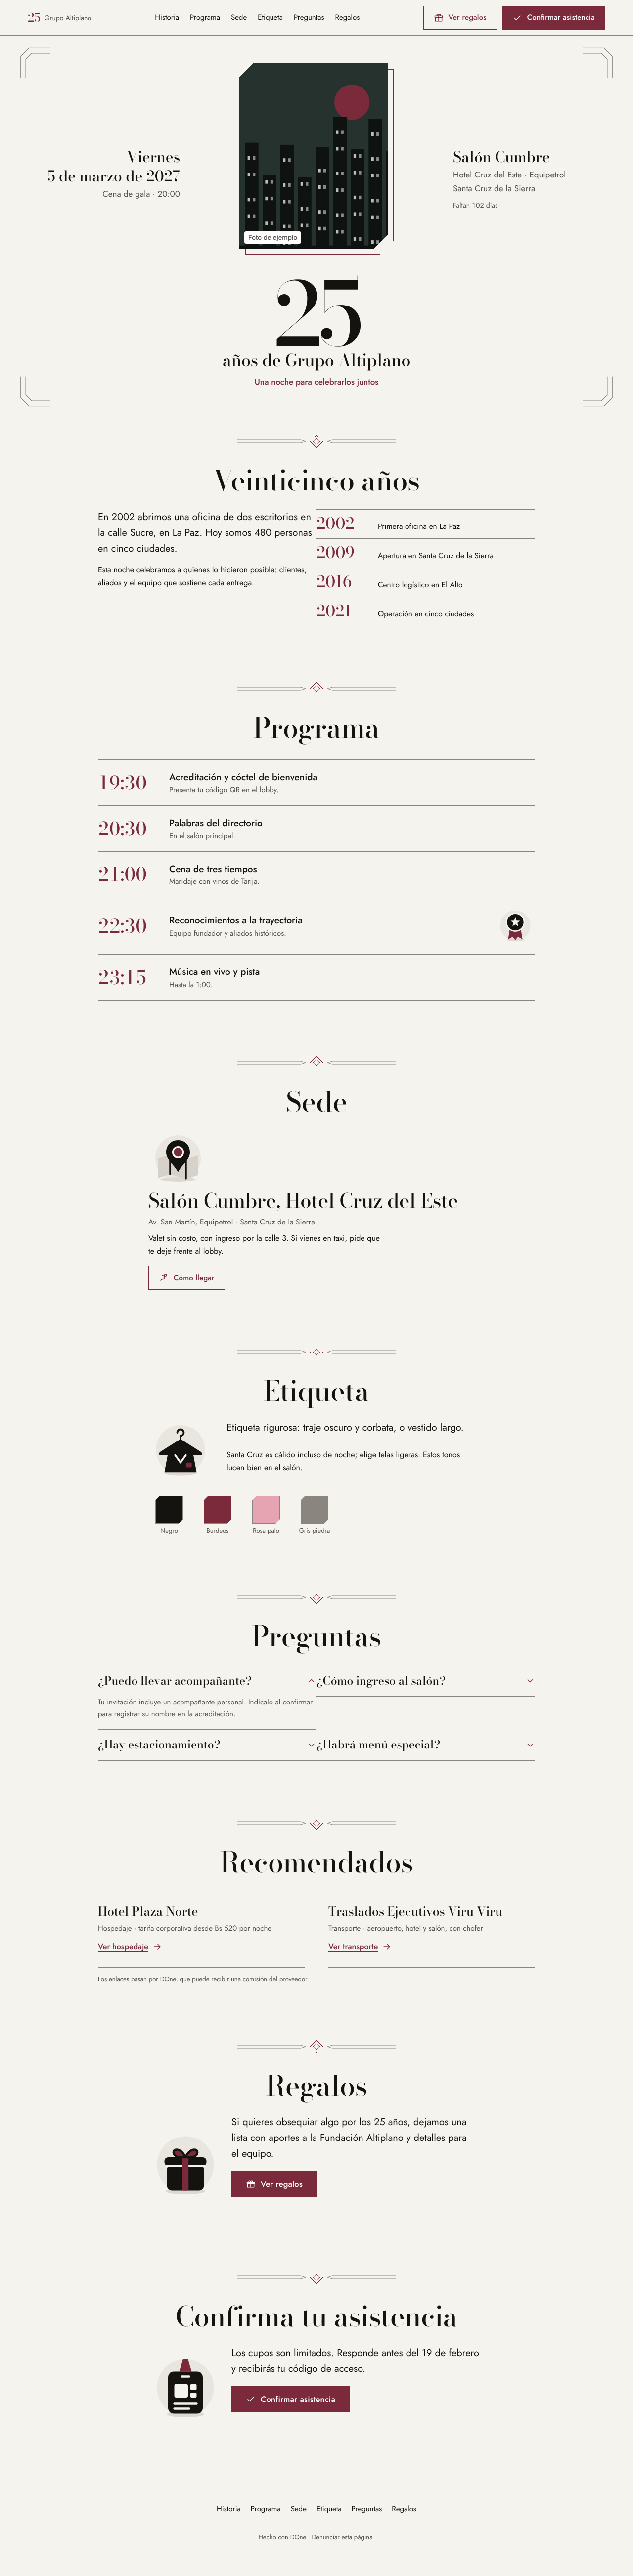 25 Grupo Altiplano
Historia Programa Sede Etiqueta Preguntas Regalos
Ver regalos
Confirmar asistencia
Viernes
5 de marzo de 2027
Cena de gala · 20:00
Foto de ejemplo
Salón Cumbre
Hotel Cruz del Este · Equipetrol
Santa Cruz de la Sierra
Faltan 102 días
25
años de Grupo Altiplano
Una noche para celebrarlos juntos
Veinticinco años
En 2002 abrimos una oficina de dos escritorios en
la calle Sucre, en La Paz. Hoy somos 480 personas
en cinco ciudades.
Esta noche celebramos a quienes lo hicieron posible: clientes,
aliados y el equipo que sostiene cada entrega.
2002 Primera oficina en La Paz
2009 Apertura en Santa Cruz de la Sierra
2016 Centro logístico en El Alto
2021 Operación en cinco ciudades
Programa
19:30 Acreditación y cóctel de bienvenida
Presenta tu código QR en el lobby.
20:30 Palabras del directorio
En el salón principal.
21:00 Cena de tres tiempos
Maridaje con vinos de Tarija.
22:30 Reconocimientos a la trayectoria
Equipo fundador y aliados históricos.
23:15 Música en vivo y pista
Hasta la 1:00.
Sede
Salón Cumbre, Hotel Cruz del Este
Av. San Martín, Equipetrol · Santa Cruz de la Sierra
Valet sin costo, con ingreso por la calle 3. Si vienes en taxi, pide que
te deje frente al lobby.
Cómo llegar
Etiqueta
Etiqueta rigurosa: traje oscuro y corbata, o vestido largo.
Santa Cruz es cálido incluso de noche; elige telas ligeras. Estos tonos
lucen bien en el salón.
Negro Burdeos Rosa palo Gris piedra
Preguntas
¿Puedo llevar acompañante?
Tu invitación incluye un acompañante personal. Indícalo al confirmar
para registrar su nombre en la acreditación.
¿Cómo ingreso al salón?
¿Hay estacionamiento?
¿Habrá menú especial?
Recomendados
Hotel Plaza Norte
Hospedaje · tarifa corporativa desde Bs 520 por noche
Ver hospedaje
Traslados Ejecutivos Viru Viru
Transporte · aeropuerto, hotel y salón, con chofer
Ver transporte
Los enlaces pasan por DOne, que puede recibir una comisión del proveedor.
Regalos
Si quieres obsequiar algo por los 25 años, dejamos una
lista con aportes a la Fundación Altiplano y detalles para
el equipo.
Ver regalos
Confirma tu asistencia
Los cupos son limitados. Responde antes del 19 de febrero
y recibirás tu código de acceso.
Confirmar asistencia
Historia Programa Sede Etiqueta Preguntas Regalos
Hecho con DOne. Denunciar esta página